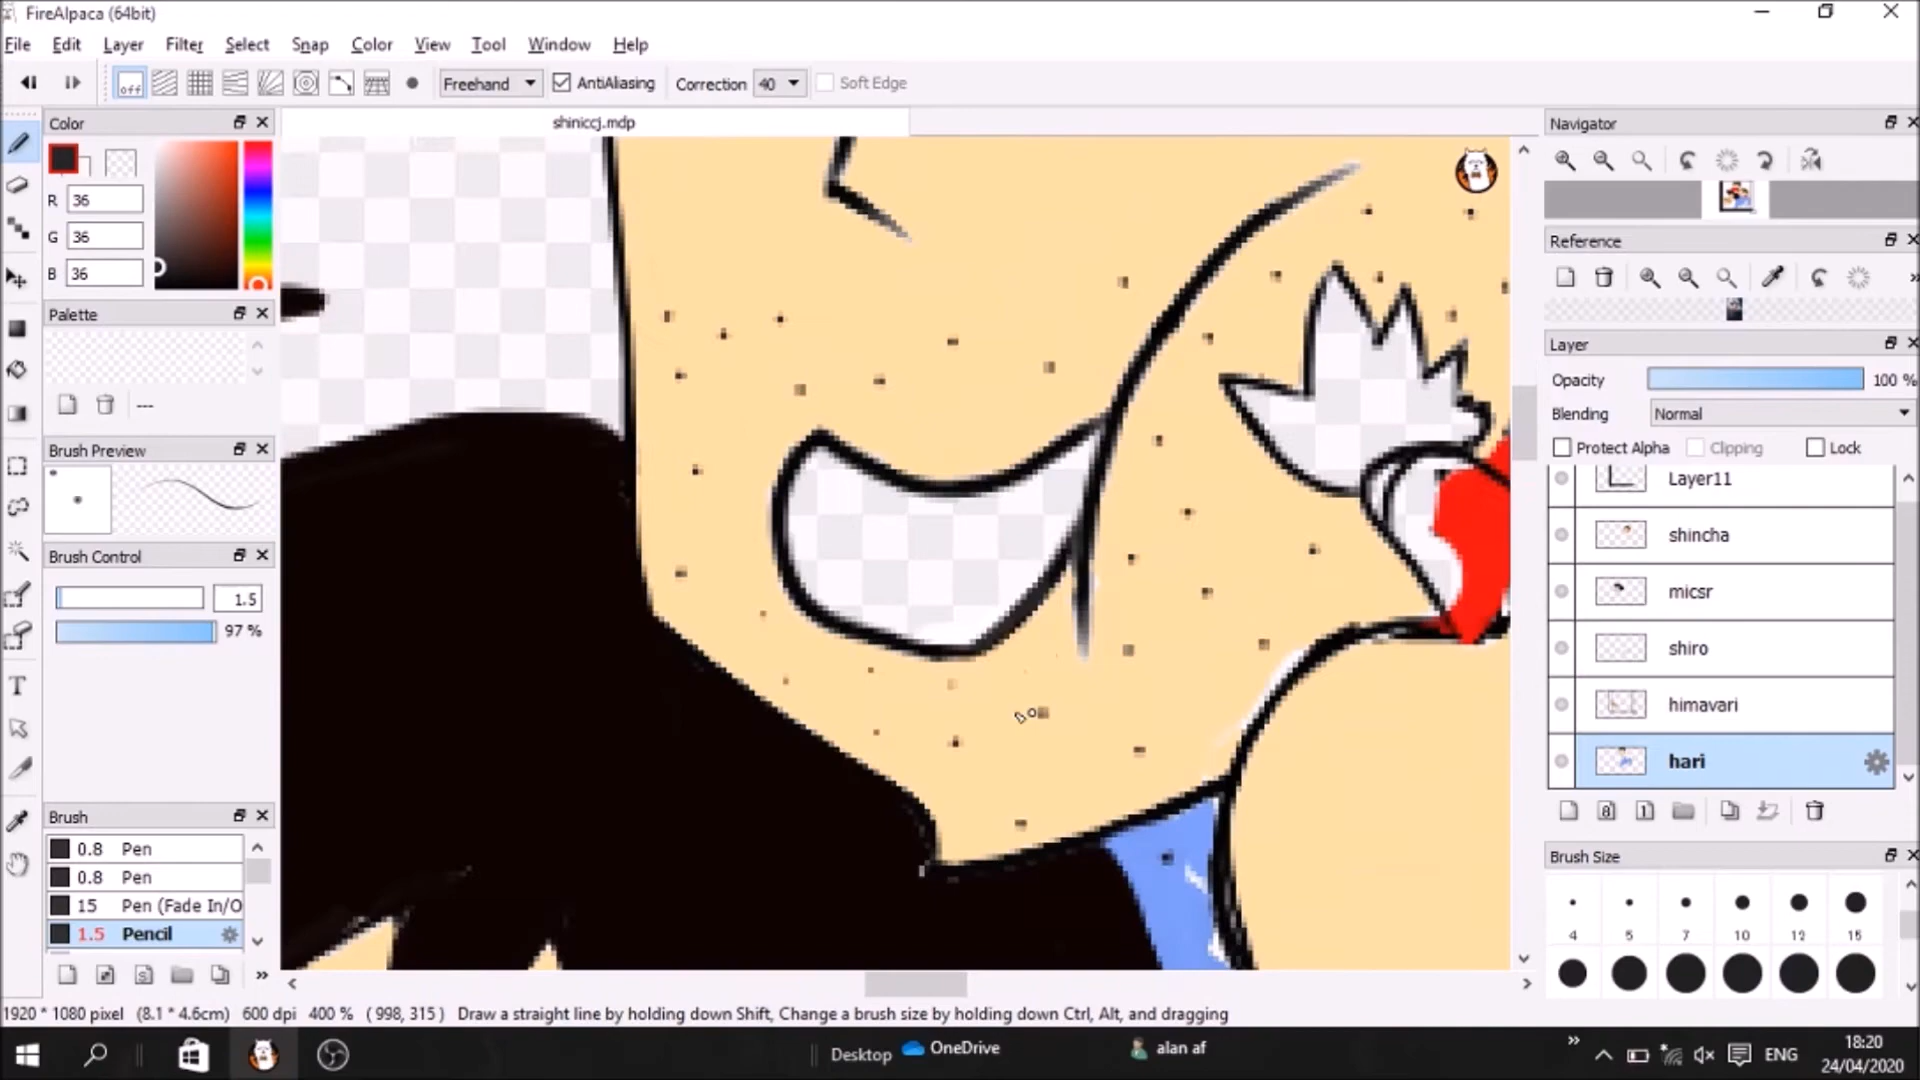 FireAlpaca (64bit)
File Edit Layer Filter Select Snap Color View Tool Window Help
off Freehand AntiAliasing Correction 40 Soft Edge
Color
R 36
G 36
B 36
Palette
---
Brush Preview
Brush Control
1.5
97 %
T
Brush
0.8 Pen
0.8 Pen
15 Pen (Fade In/O
1.5 Pencil
shiniccj.mdp
Navigator
Reference
Layer
Opacity 100 %
Blending Normal
Protect Alpha Clipping Lock
Layer11
shincha
micsr
shiro
himavari
hari
8 1
Brush Size
4 5 7 10 12 15
1920 * 1080 pixel (8.1 * 4.6cm) 600 dpi 400 % ( 998, 315 ) Draw a straight line by holding down Shift, Change a brush size by holding down Ctrl, Alt, and dragging
Desktop OneDrive alan af ENG 18:20
24/04/2020